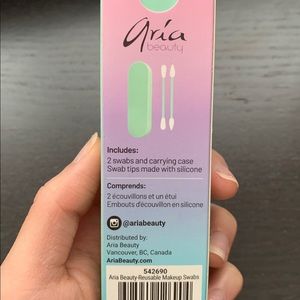 aria
beauty
Includes:
2 swabs and carrying case
Swab tips made with silicone
Comprends:
2 écouvillons et un étui
Embouts d'écouvillon en silicone
@ariabeauty
Distributed by:
Aria Beauty
Vancouver, BC, Canada
AriaBeauty.com
542690
Aria Beauty Reusable Makeup Swabs